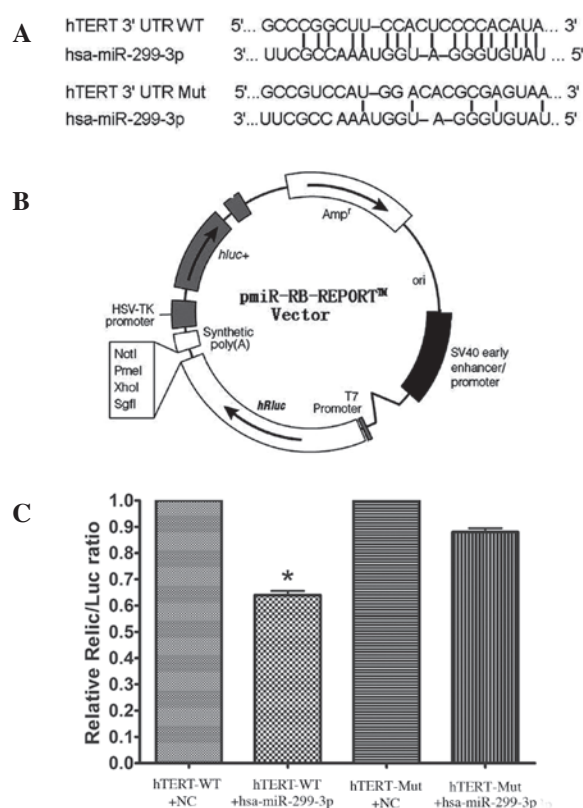 A
hTERT 3' UTR WT 5'...GCCCGGCUU–CCACUCCCCACAUA... 3'
hsa-miR-299-3p 3'... UUCGCCAAAUGGU–A–GGGUGUAU ... 5'
hTERT 3' UTR Mut 5'...GCCGUCCAU–GG ACACGCGAGUAA... 3'
hsa-miR-299-3p 3'...UUCGCC AAAUGGU–A–GGGUGUAU... 5'
B
Ampr
hluc+
ori
pmiR-RB-REPORT™
Vector
HSV-TK
promoter
Synthetic
poly(A)
SV40 early
enhancer/
promoter
NotI
PmeI
XhoI
SgfI
T7
Promoter
hRluc
C
Relative Relic/Luc ratio
1.0
0.9
0.8
0.7
0.6
0.5
0.4
0.3
0.2
0.1
0.0
*
hTERT-WT
+NC
hTERT-WT
+hsa-miR-299-3p
hTERT-Mut
+NC
hTERT-Mut
+hsa-miR-299-3p